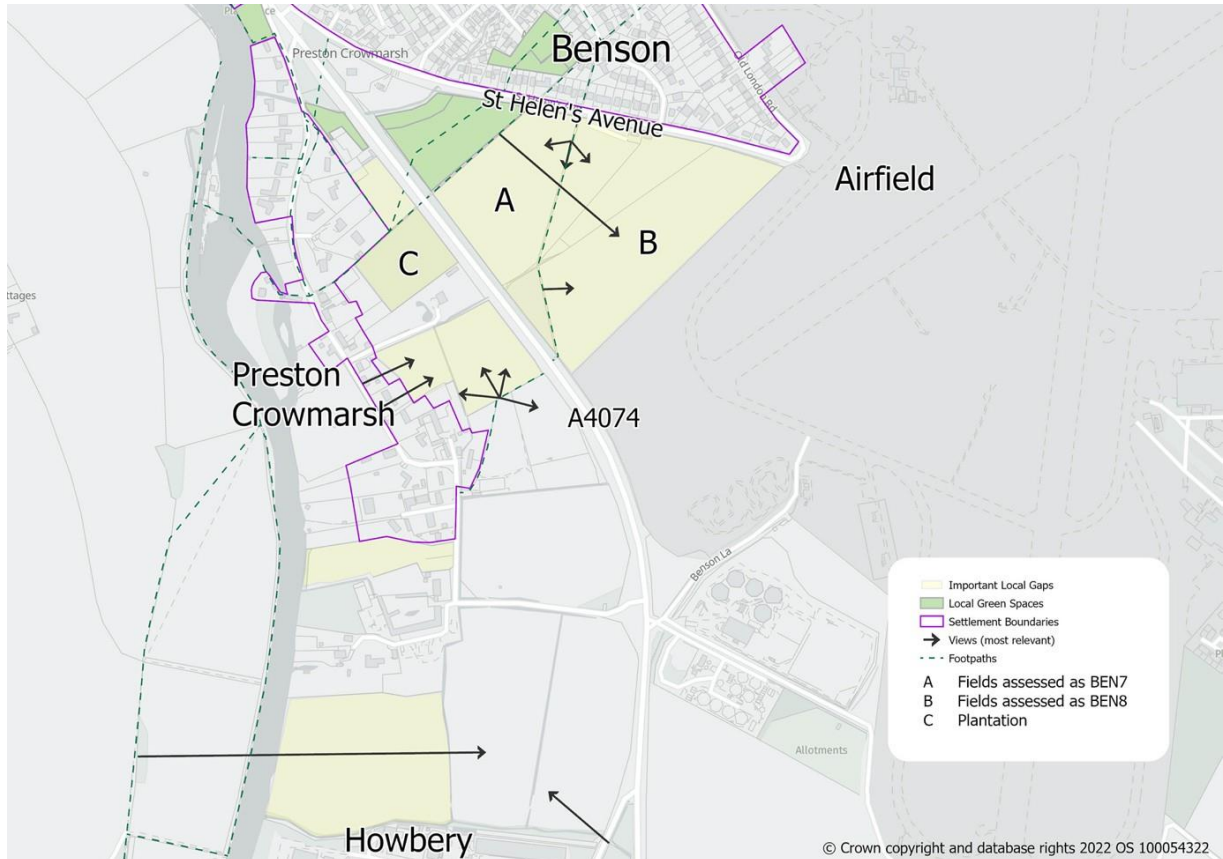 Preston Crowmarsh
Benson
Old London Rd
St Helen's Avenue
Airfield
A
B
C
ttages
Preston
Crowmarsh
A4074
Benson La
Important Local Gaps
Local Green Spaces
Settlement Boundaries
Views (most relevant)
Footpaths
A Fields assessed as BEN7
B Fields assessed as BEN8
C Plantation
Allotments
Howbery
© Crown copyright and database rights 2022 OS 100054322